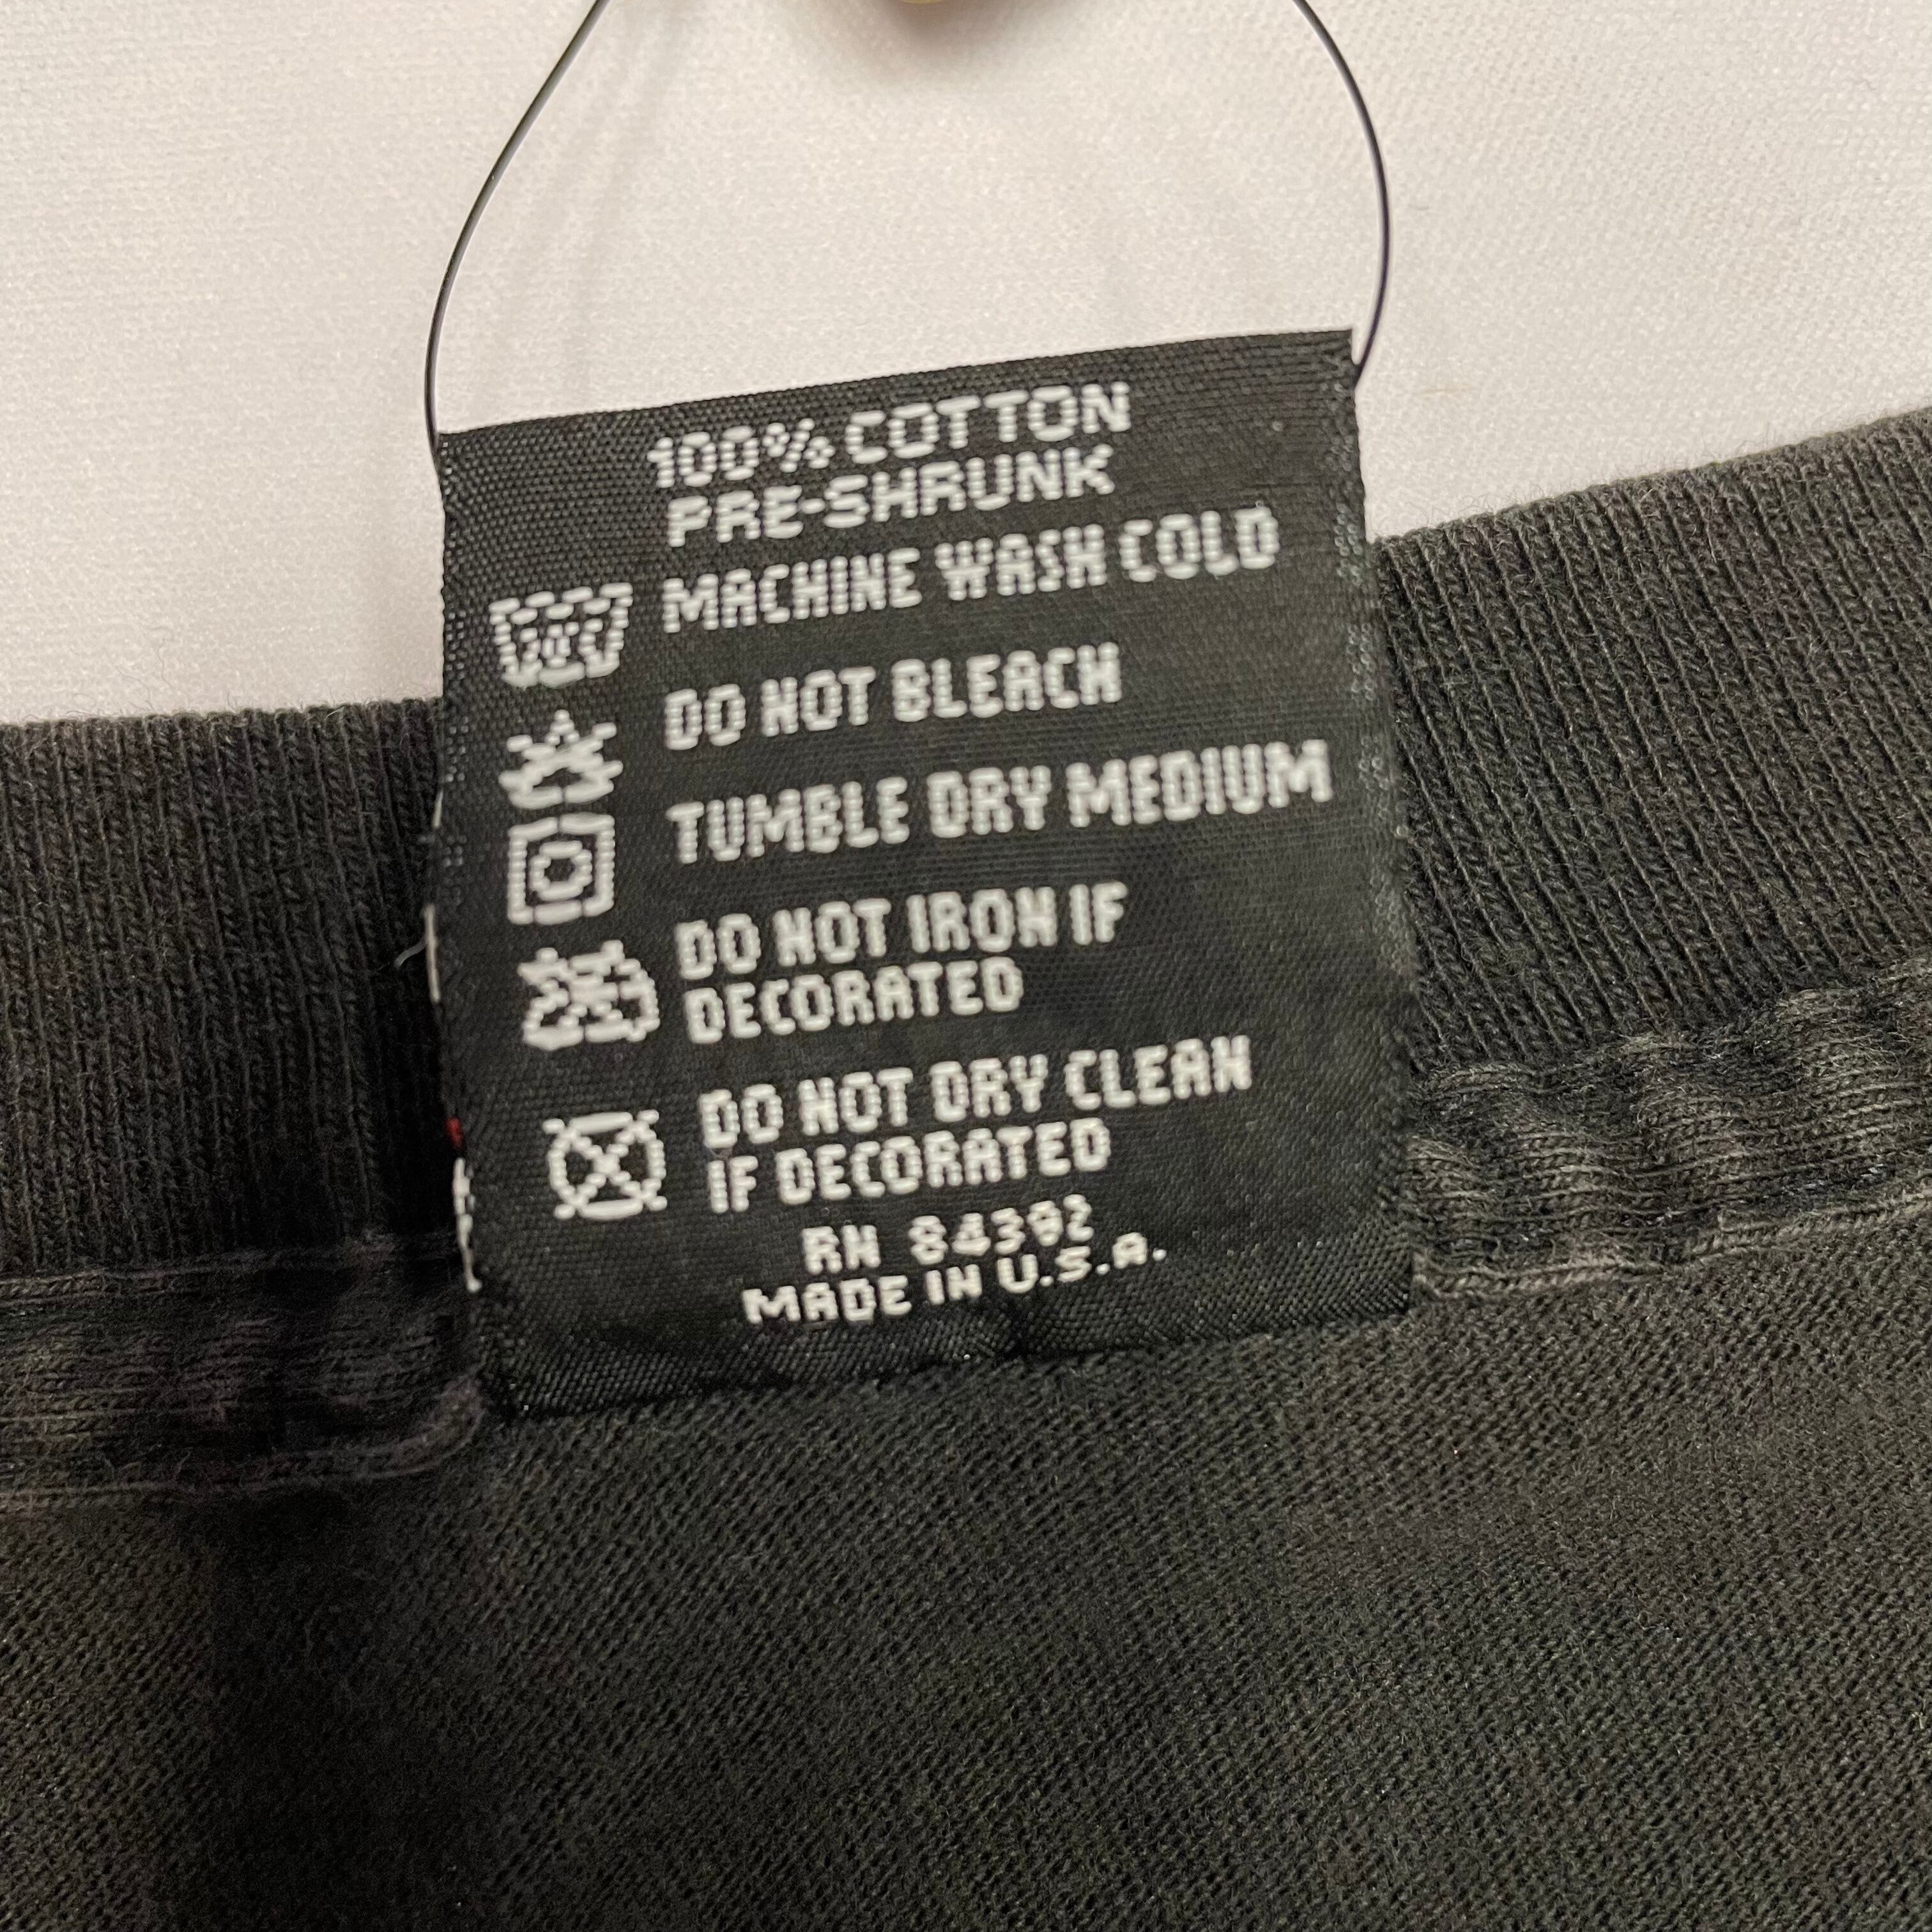 100% COTTON
PRE-SHRUNK
MACHINE WASH COLD
DO NOT BLEACH
TUMBLE DRY MEDIUM
DO NOT IRON IF
DECORATED
DO NOT DRY CLEAN
IF DECORATED
RN 84392
MADE IN U.S.A.